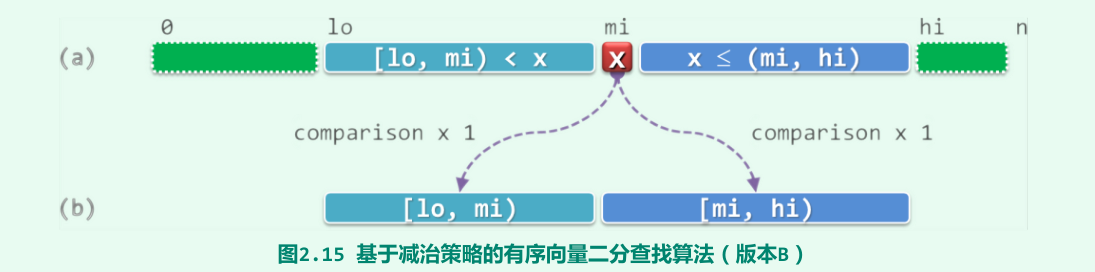 0 lo mi hi n
(a) [lo, mi) < x x x ≤ (mi, hi)
comparison x 1 comparison x 1
(b) [lo, mi) [mi, hi)
图2.15 基于减治策略的有序向量二分查找算法（版本B）